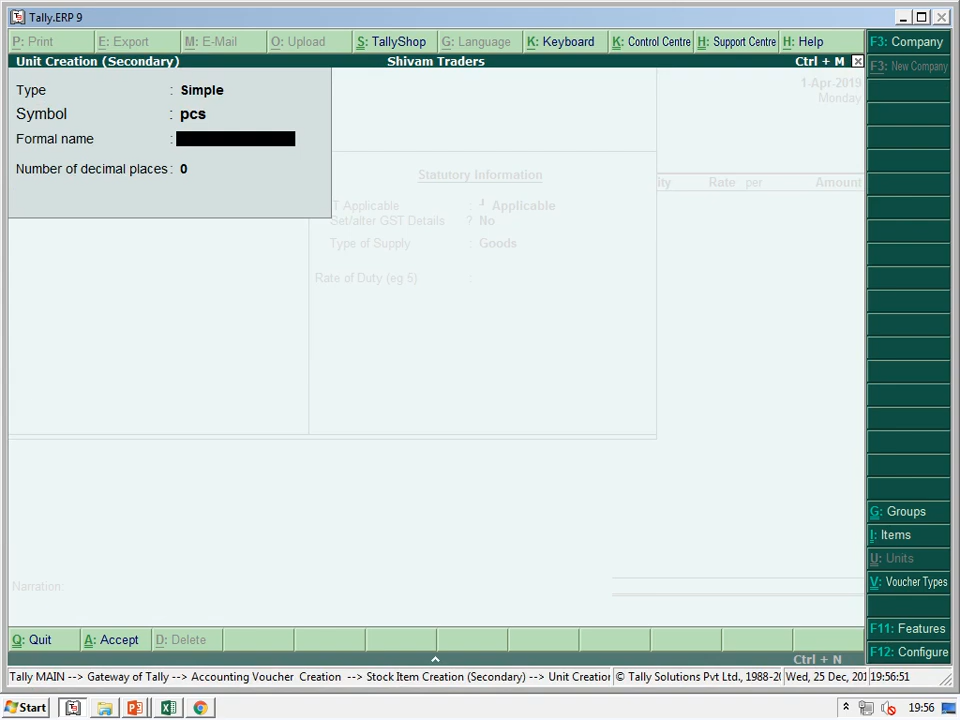 Tally.ERP 9
P: Print E: Export M: E-Mail O: Upload S: TallyShop G: Language K: Keyboard K: Control Centre H: Support Centre H: Help F3: Company
Unit Creation (Secondary) Shivam Traders Ctrl + M
F3: New Company
Type : Simple
1-Apr-2019
Monday
Symbol : pcs
Formal name :
Number of decimal places : 0
Statutory Information
Rate per Amount
T Applicable : Applicable
Set/alter GST Details ? No
Type of Supply : Goods
Rate of Duty (eg 5) :
G: Groups
I: Items
U: Units
V: Voucher Types
Narration:
F11: Features
Q: Quit A: Accept D: Delete
F12: Configure
Ctrl + N
Tally MAIN --> Gateway of Tally --> Accounting Voucher Creation --> Stock Item Creation (Secondary) --> Unit Creation © Tally Solutions Pvt Ltd., 1988-20 Wed, 25 Dec, 201 19:56:51
Start 19:56